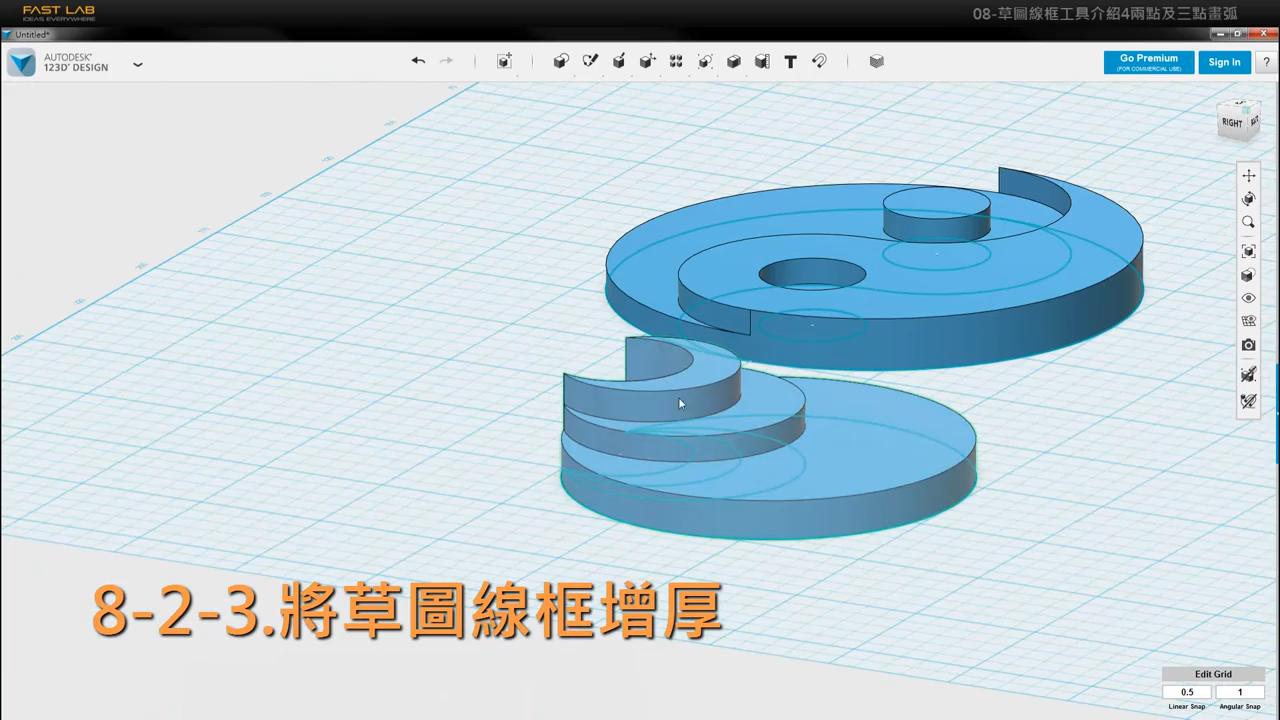 FAST LAB
IDEAS EVERYWHERE
08-草圖線框工具介紹4兩點及三點畫弧
Untitled*
AUTODESK®
123D® DESIGN
Go Premium
(FOR COMMERCIAL USE)
Sign In
?
RIGHT
8-2-3.將草圖線框增厚
Edit Grid
0.5
1
Linear Snap
Angular Snap